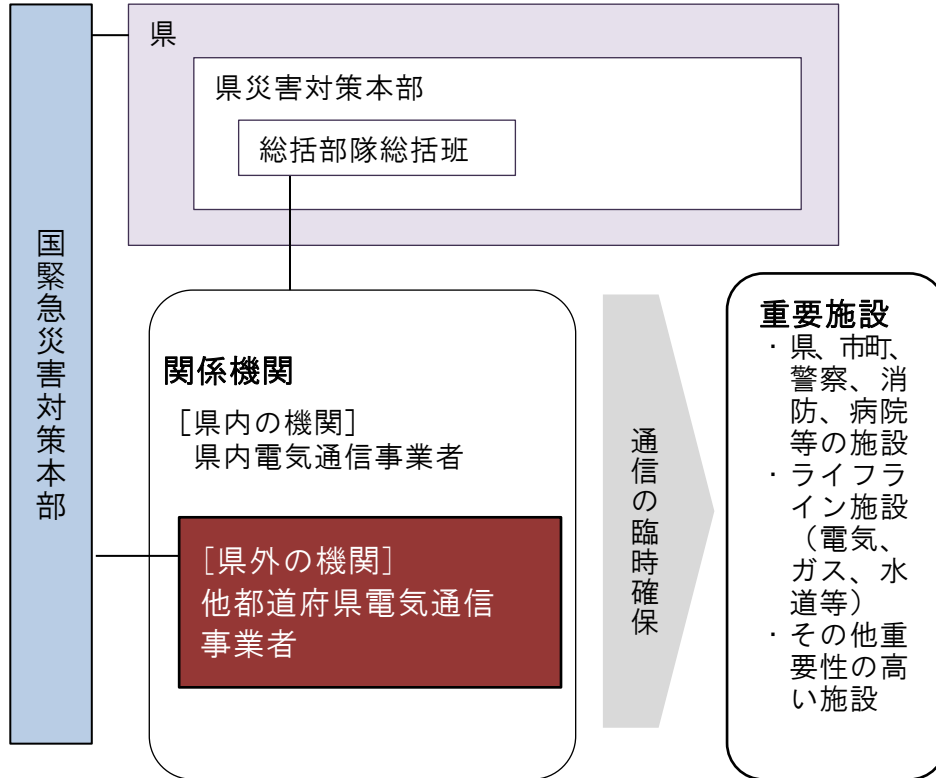 国緊急災害対策本部
県
県災害対策本部
総括部隊総括班
関係機関
［県内の機関］
県内電気通信事業者
［県外の機関］
他都道府県電気通信
事業者
通信の臨時確保
重要施設
・県、市町、
警察、消
防、病院
等の施設
・ライフラ
イン施設
（電気、
ガス、水
道等）
・その他重
要性の高
い施設